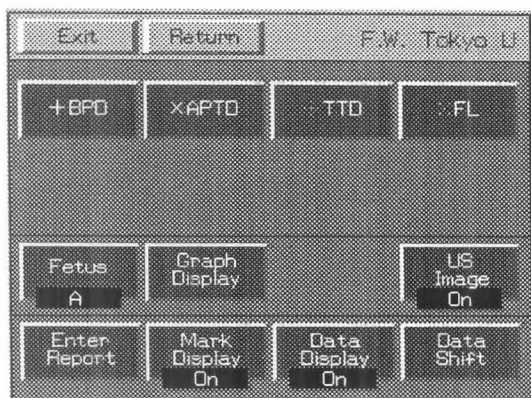 Exit Return F.W. Tokyo U
+BPD ×APTD TTD FL
Fetus A
Graph Display
US Image On
Enter Report
Mark Display On
Data Display On
Data Shift